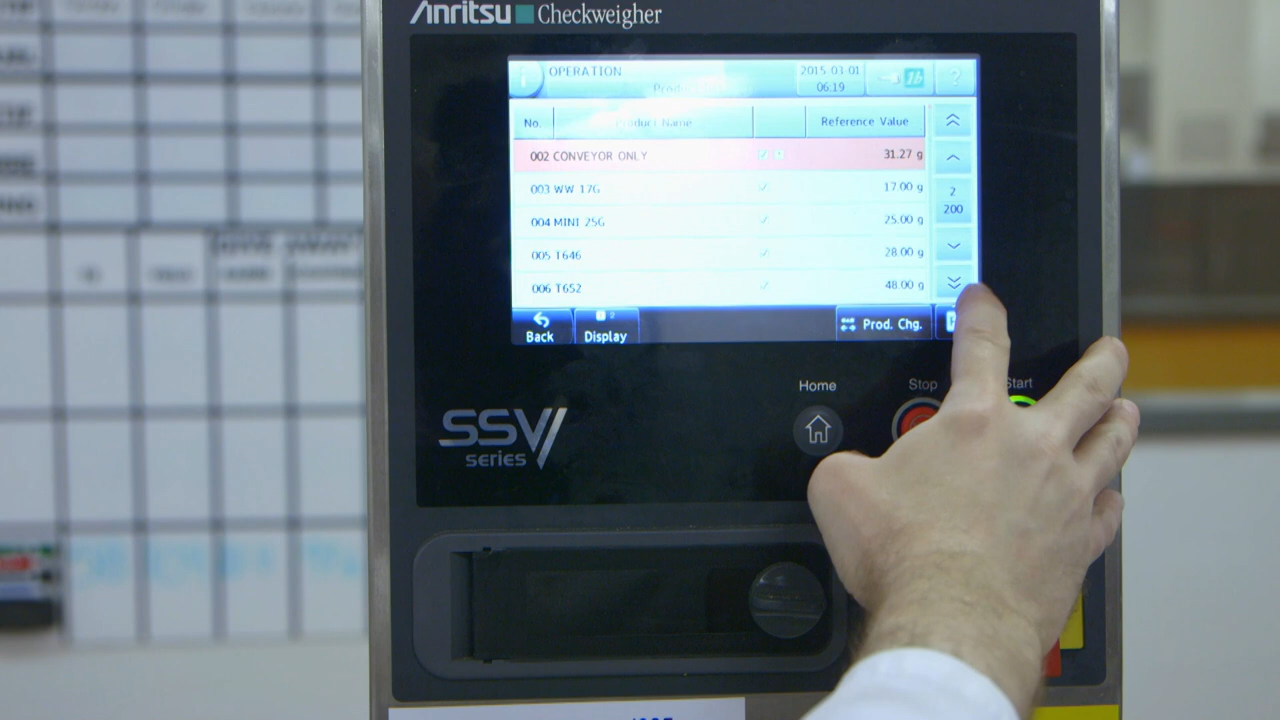 Anritsu Checkweigher
OPERATION
2015-03-01
06:19
?
No. Product Name Reference Value
002 CONVEYOR ONLY 31.27 g
003 WW 17G 17.00 g
004 MINI 25G 25.00 g
005 T646 28.00 g
006 T652 48.00 g
2
200
Back
2
Display
Prod. Chg.
Home
Stop
Start
SSV
series